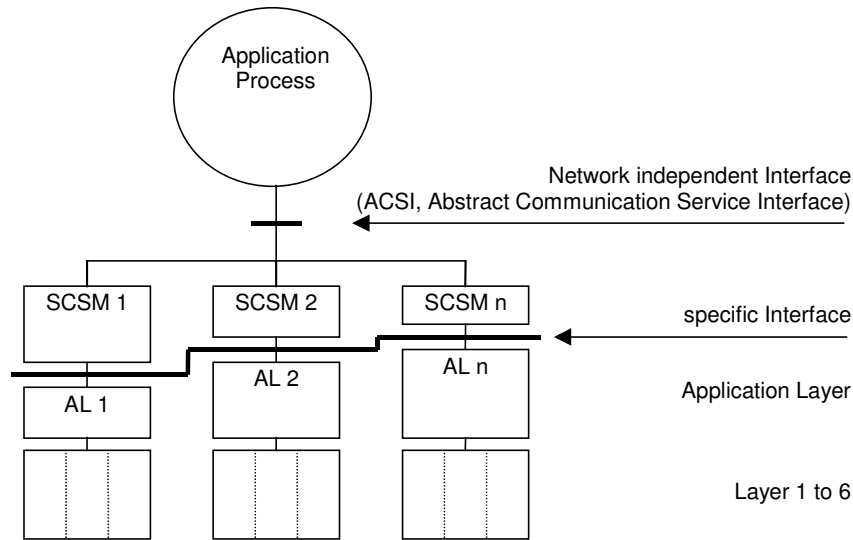 Application
Process
Network independent Interface
(ACSI, Abstract Communication Service Interface)
SCSM 1
SCSM 2
SCSM n
specific Interface
AL 1
AL 2
AL n
Application Layer
Layer 1 to 6